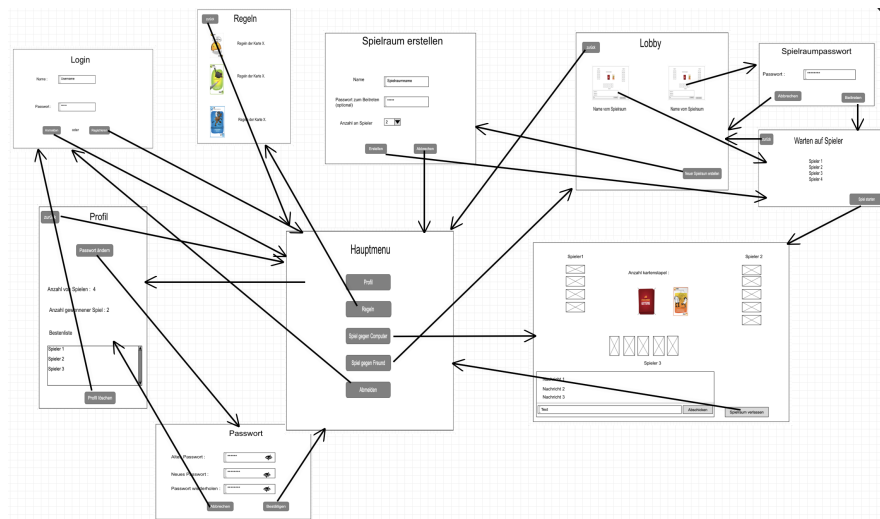 zurück
Regeln
Regeln der Karte X.
Regeln der Karte X.
Regeln der Karte X.
Login
Name :
Username
Passwort :
****
Anmelden
oder
Registrieren
Spielraum erstellen
Name
Spielraumname
Passwort zum Beitreten
(optional)
****
Anzahl an Spieler
2
Erstellen
Abbrechen
Lobby
zurück
Name vom Spielraum
Name vom Spielraum
Neuer Spielraum erstellen
Spielraumpasswort
Passwort :
********
Abbrechen
Beitreten
zurück
Warten auf Spieler
Spieler 1
Spieler 2
Spieler 3
Spieler 4
Spiel starten
zurück
Profil
Passwort ändern
Anzahl von Spielen : 4
Anzahl gewonnener Spiel : 2
Bestenliste
Spieler 1
Spieler 2
Spieler 3
Profil löschen
Hauptmenu
Profil
Regeln
Spiel gegen Computer
Spiel gegen Freund
Abmelden
Spieler1
Spieler 2
Anzahl kartenstapel :
Spieler 3
Nachricht 1
Nachricht 2
Nachricht 3
Text
Abschicken
Spielraum verlassen
Passwort
Altes Passwort :
******
Neues Passwort :
********
Passwort wiederholen :
********
Abbrechen
Bestätigen